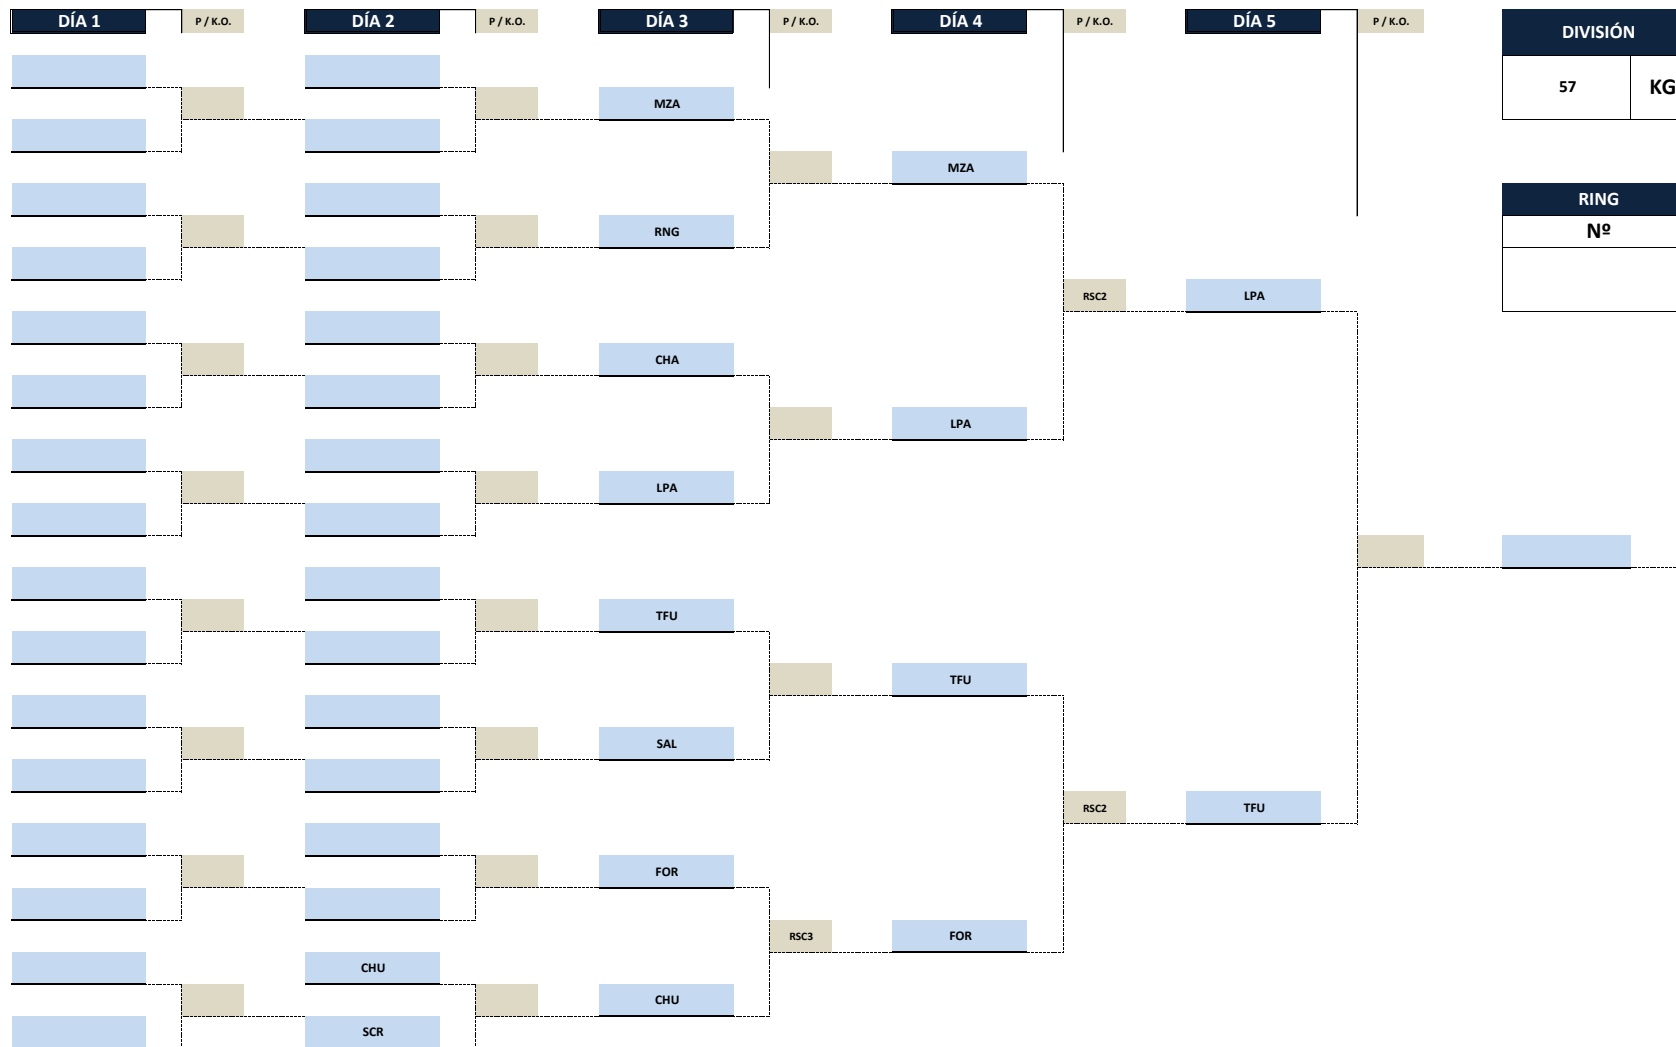 DÍA 1 P / K.O. DÍA 2 P / K.O. DÍA 3 P / K.O. DÍA 4 P / K.O. DÍA 5 P / K.O. DIVISIÓN
57 KG
MZA
MZA
RING
RNG
Nº
RSC2 LPA
CHA
LPA
LPA
TFU
TFU
SAL
RSC2 TFU
FOR
RSC3 FOR
CHU
CHU
SCR